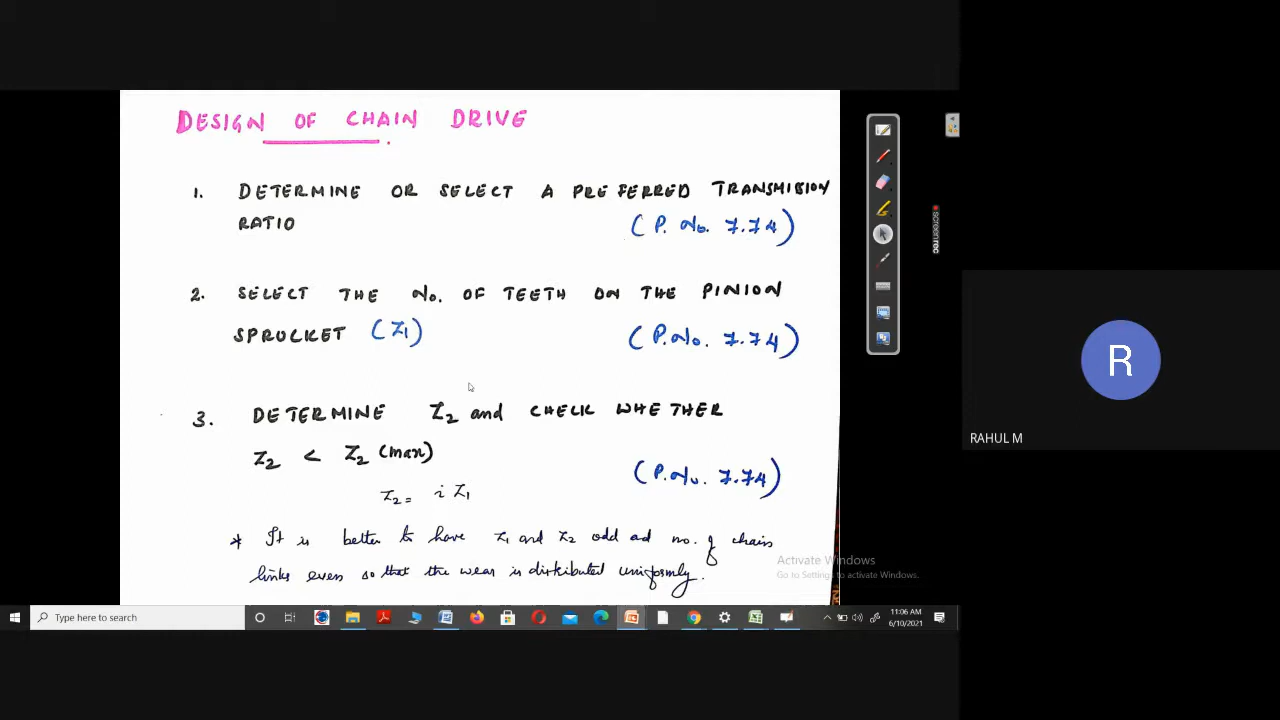 DESIGN OF CHAIN DRIVE
1. DETERMINE OR SELECT A PREFERRED TRANSMISSION
RATIO (P. No. 7.74)
2. SELECT THE No. OF TEETH ON THE PINION
SPROCKET (Z1) (P. No. 7.74)
3. DETERMINE Z2 and CHECK WHETHER
Z2 < Z2 (max)
(P. No. 7.74)
Z2 = i Z1
* It is better to have Z1 and Z2 odd ad no. of chain
links even so that the wear is distributed uniformly.
Activate Windows
Go to Settings to activate Windows.
screenrec
R
RAHUL M
Type here to search
11:06 AM
6/10/2021